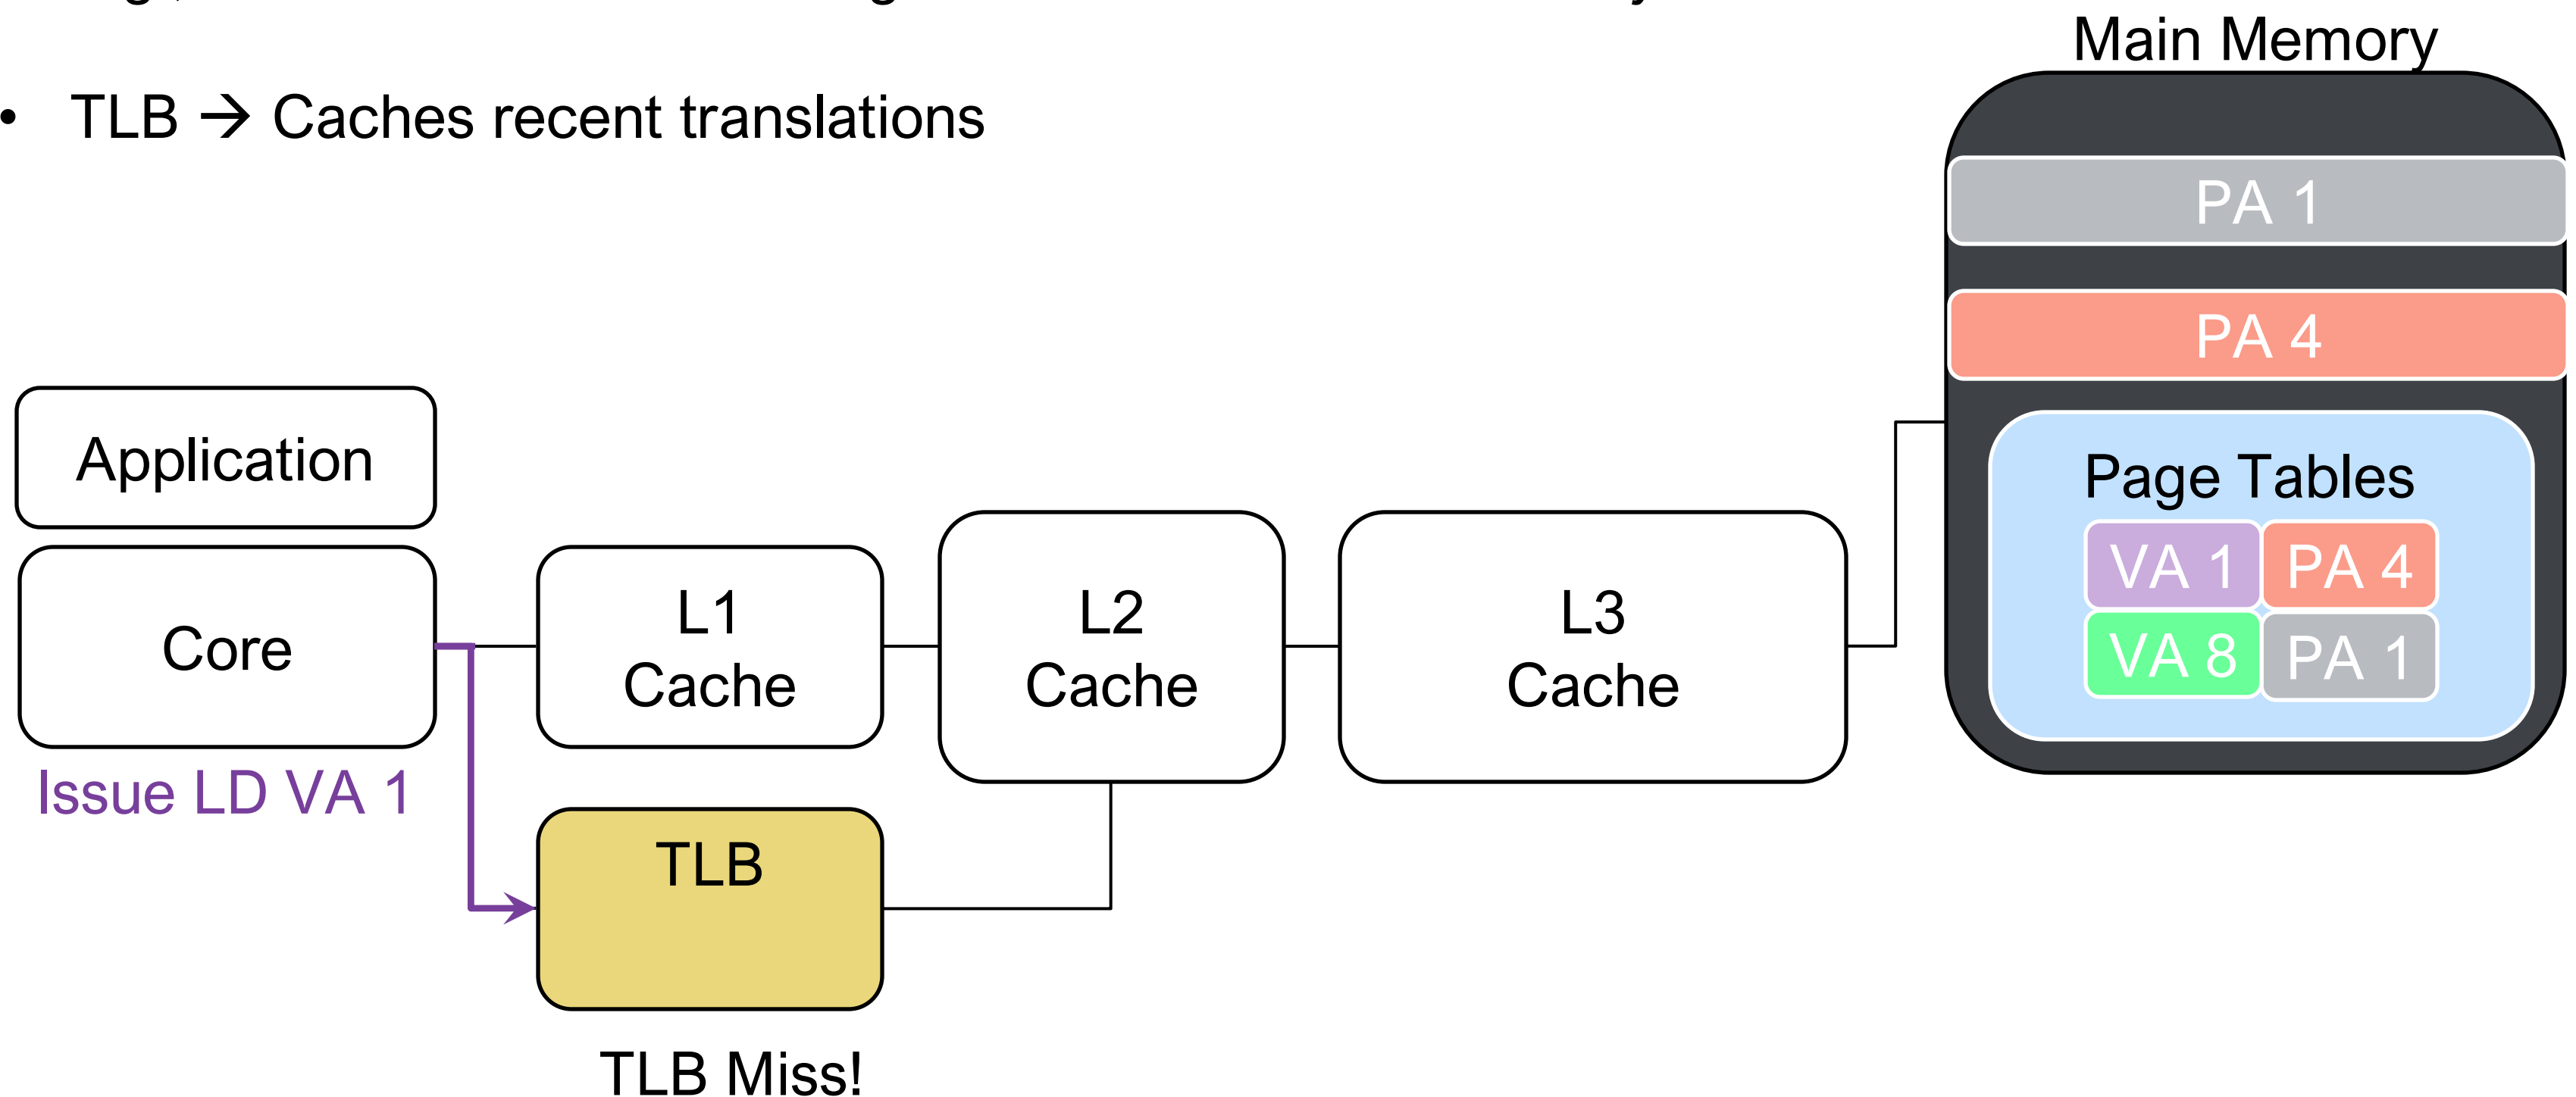 Main Memory
• TLB → Caches recent translations
PA 1
PA 4
Application
Page Tables
VA 1 PA 4
VA 8 PA 1
Core
L1
Cache
L2
Cache
L3
Cache
Issue LD VA 1
TLB
TLB Miss!